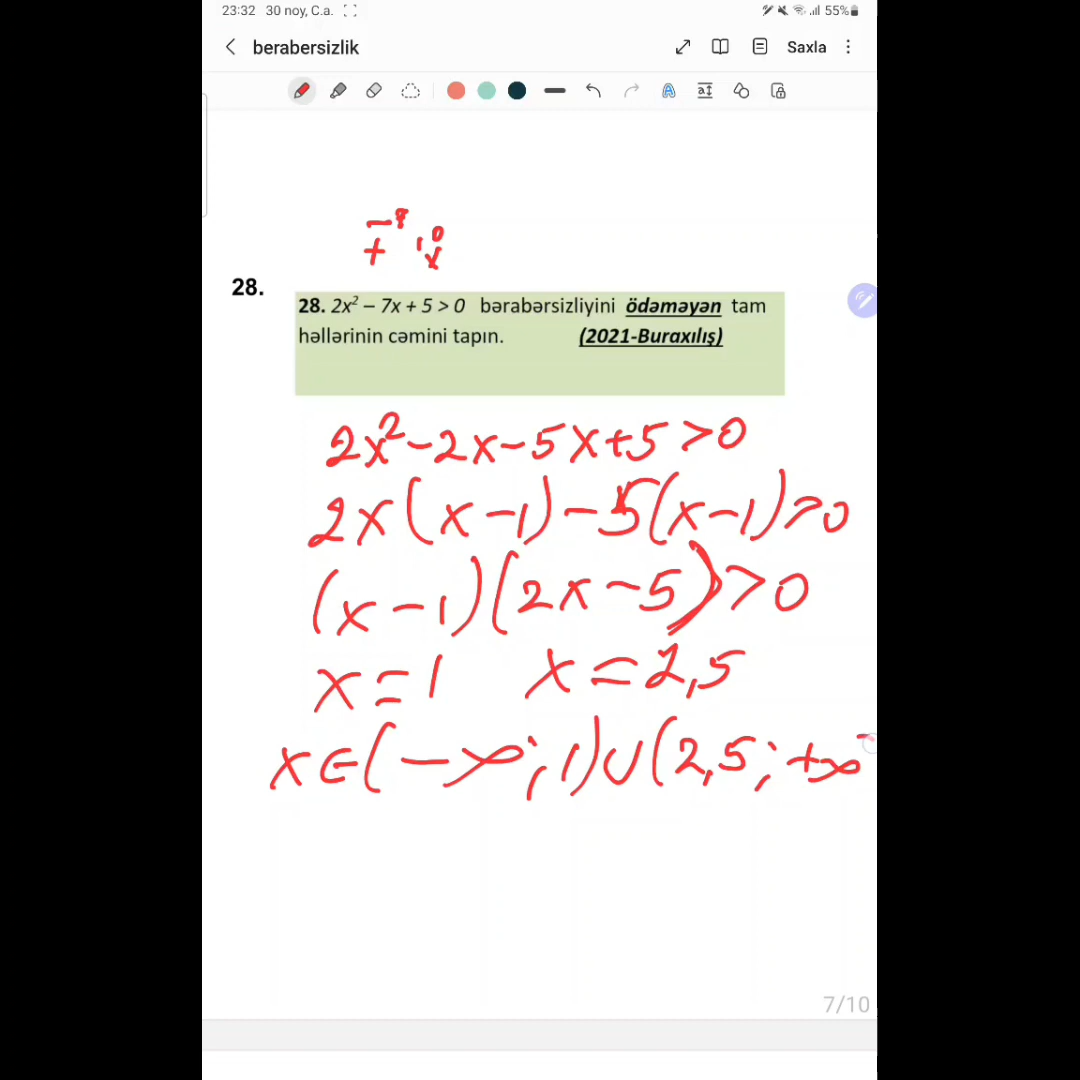 23:32 30 noy, C.a. 55%
berabersizlik Saxla
28.
28. 2x² – 7x + 5 > 0 bərabərsizliyini ödəməyən tam
həllərinin cəmini tapın. (2021-Buraxılış)
2x²-2x-5x+5>0
2x(x-1)-5(x-1)>0
(x-1)(2x-5)>0
x=1 x=2,5
x∈(-∞;1)∪(2,5;+∞
7/10